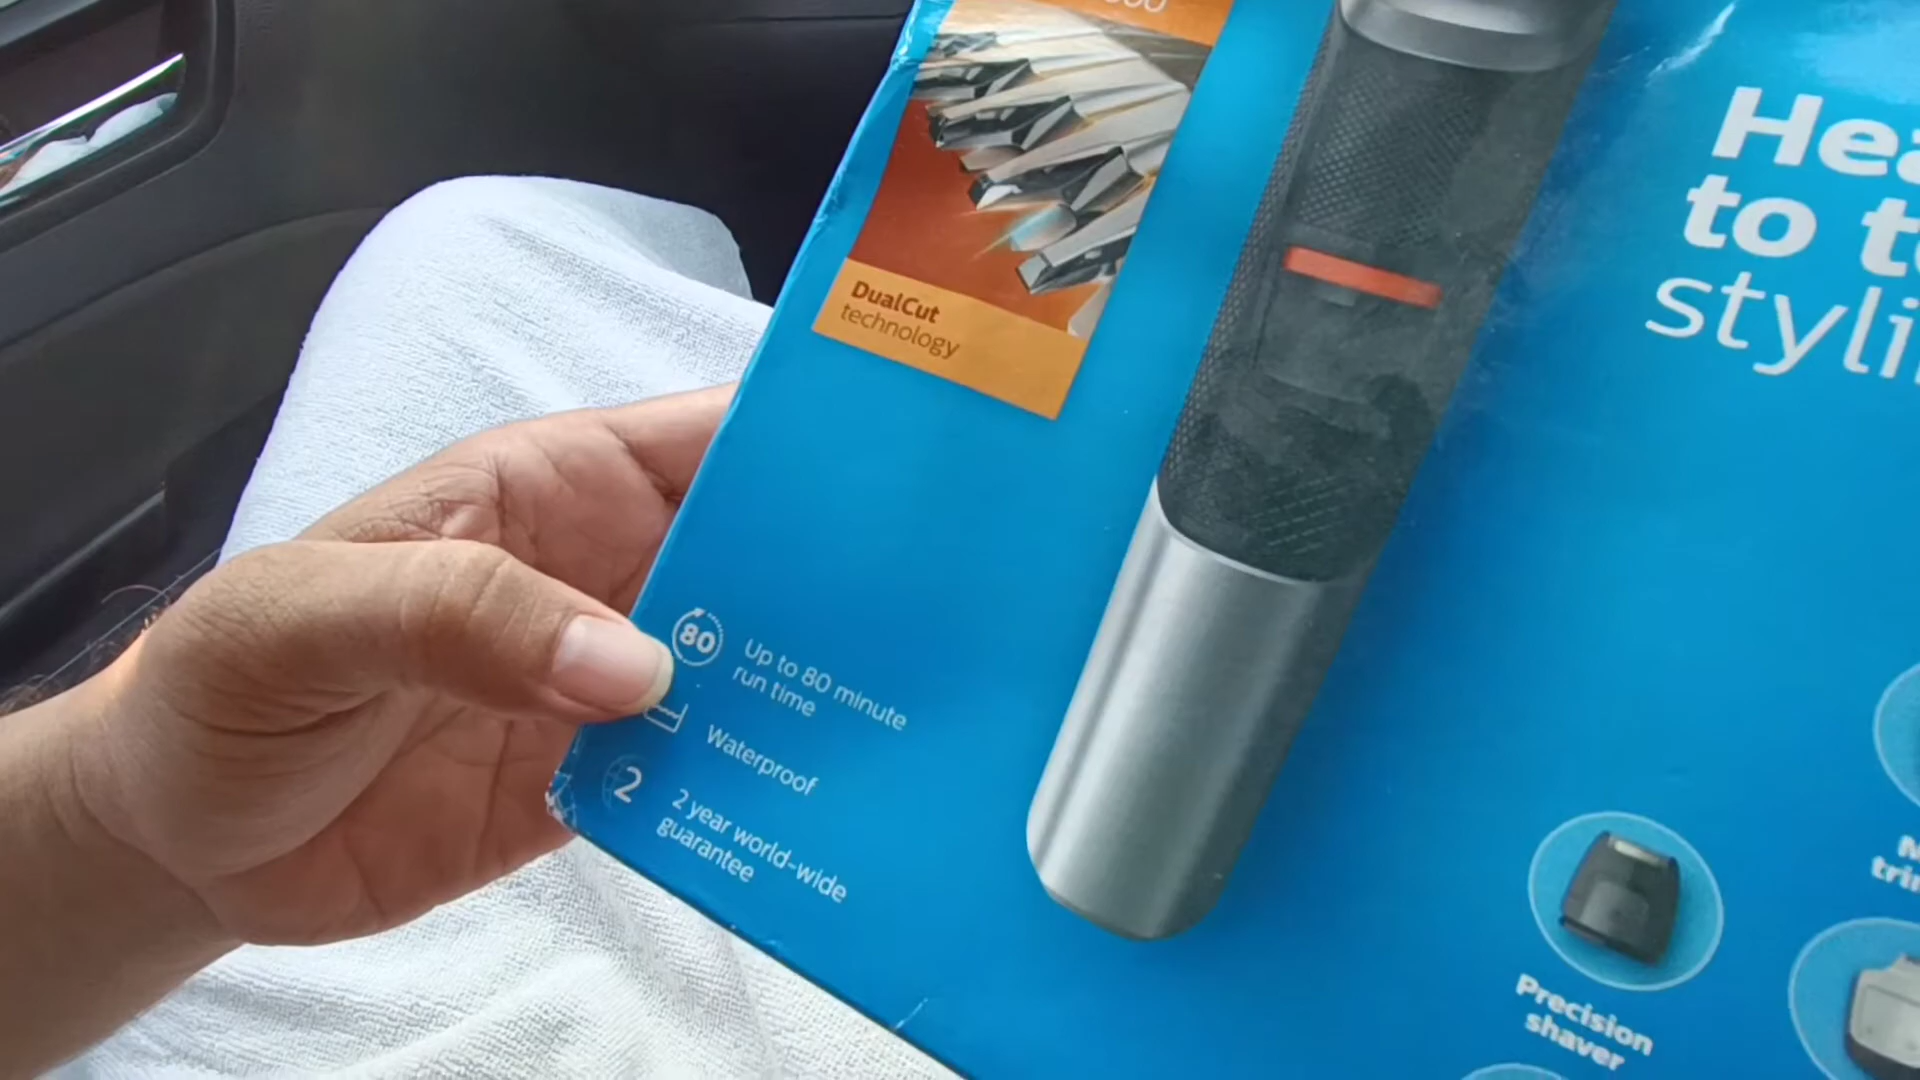 DualCut
technology
80
Up to 80 minute
run time
Waterproof
2
2 year world-wide
guarantee
to
Precision
shaver